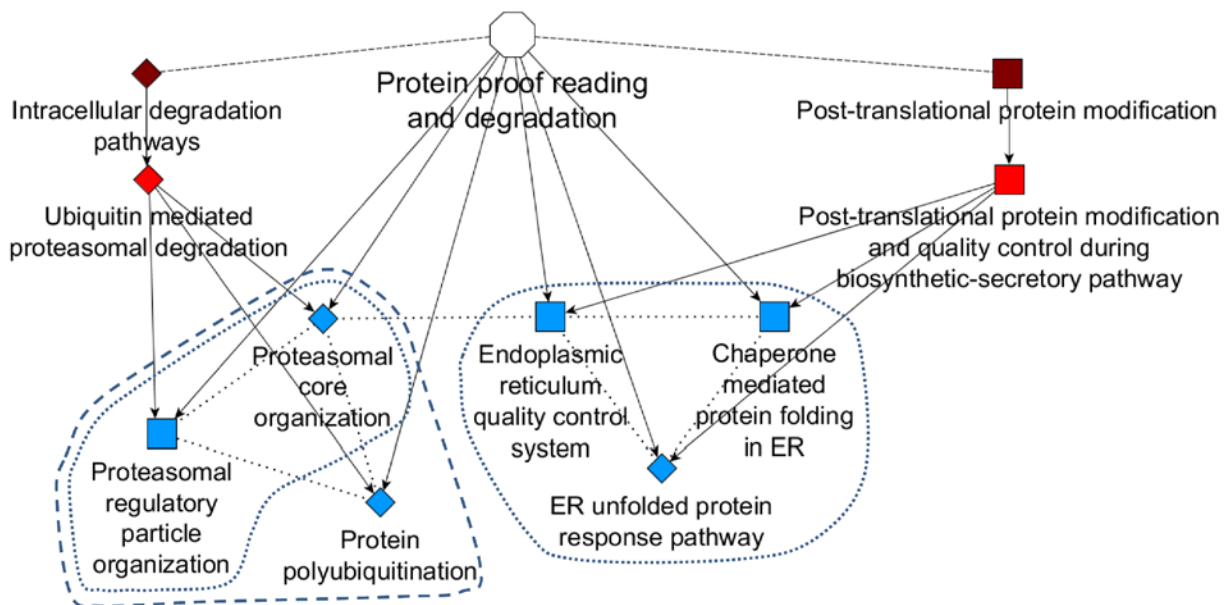 Protein proof reading
and degradation
Intracellular degradation
pathways
Post-translational protein modification
Ubiquitin mediated
proteasomal degradation
Post-translational protein modification
and quality control during
biosynthetic-secretory pathway
Proteasomal
core
organization
Endoplasmic
reticulum
quality control
system
Chaperone
mediated
protein folding
in ER
Proteasomal
regulatory
particle
organization
Protein
polyubiquitination
ER unfolded protein
response pathway